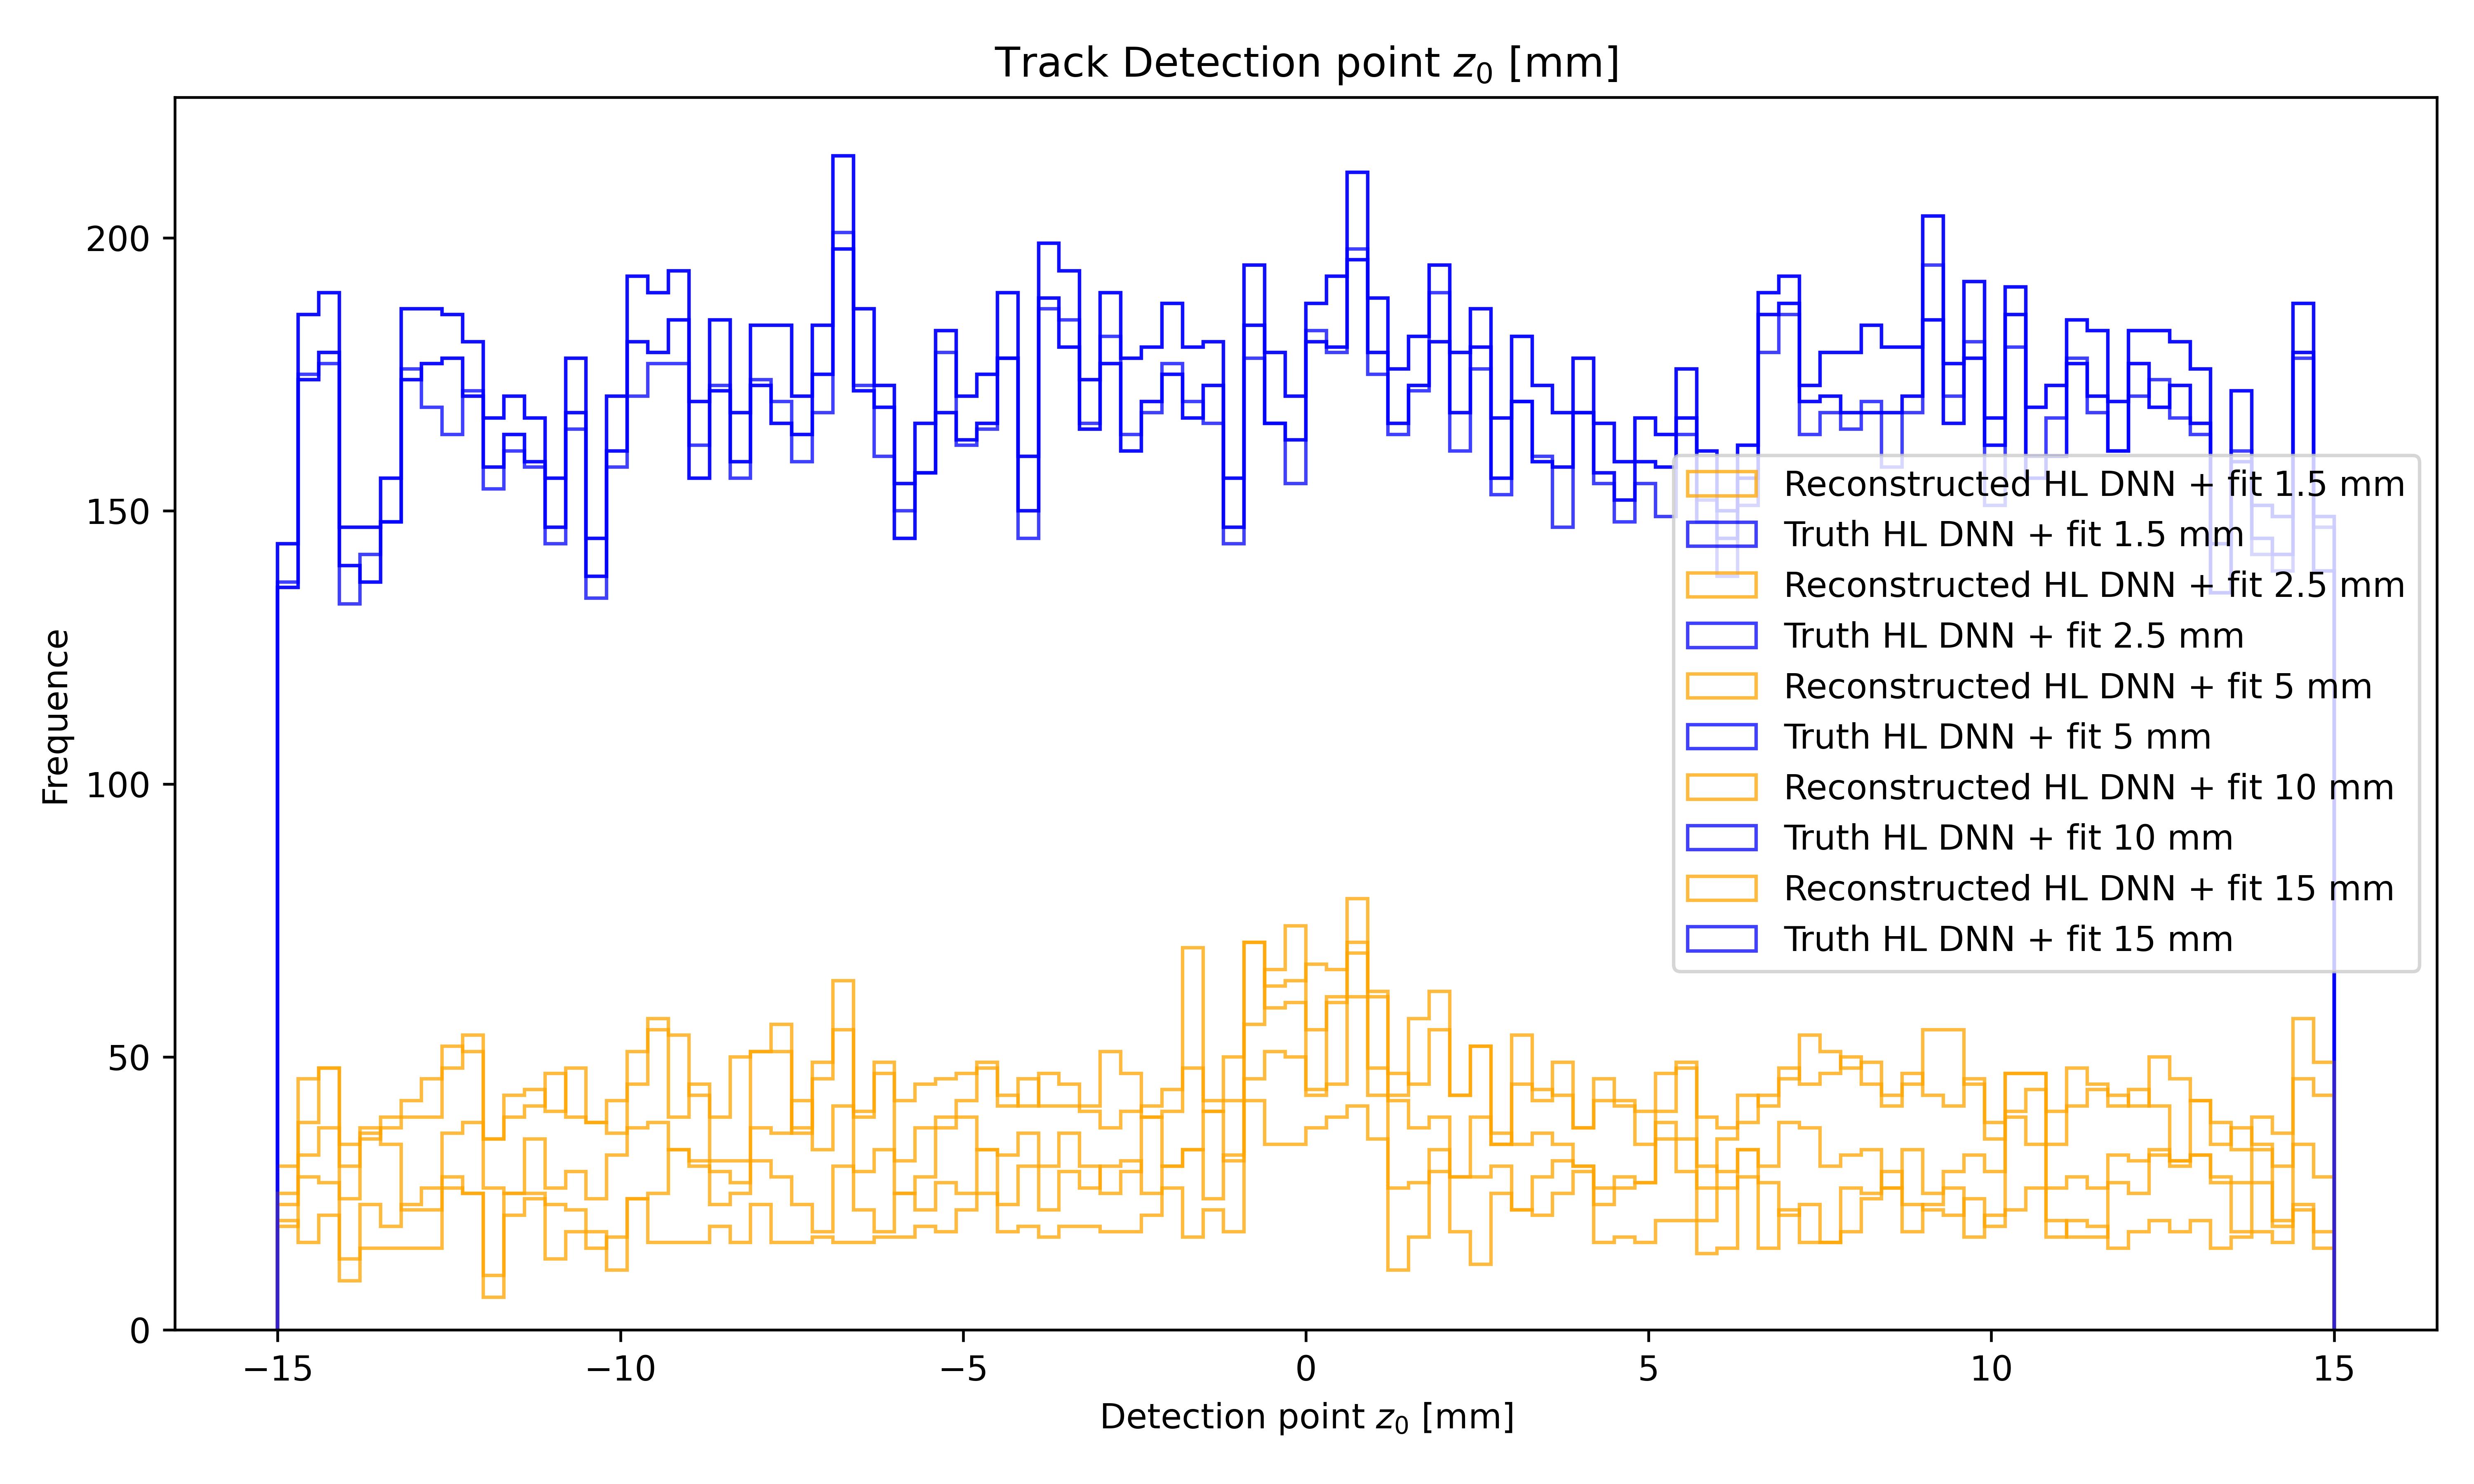 Track Detection point z₀ [mm]
200
150
100
50
0
Frequence
Reconstructed HL DNN + fit 1.5 mm
Truth HL DNN + fit 1.5 mm
Reconstructed HL DNN + fit 2.5 mm
Truth HL DNN + fit 2.5 mm
Reconstructed HL DNN + fit 5 mm
Truth HL DNN + fit 5 mm
Reconstructed HL DNN + fit 10 mm
Truth HL DNN + fit 10 mm
Reconstructed HL DNN + fit 15 mm
Truth HL DNN + fit 15 mm
−15 −10 −5 0 5 10 15
Detection point z₀ [mm]